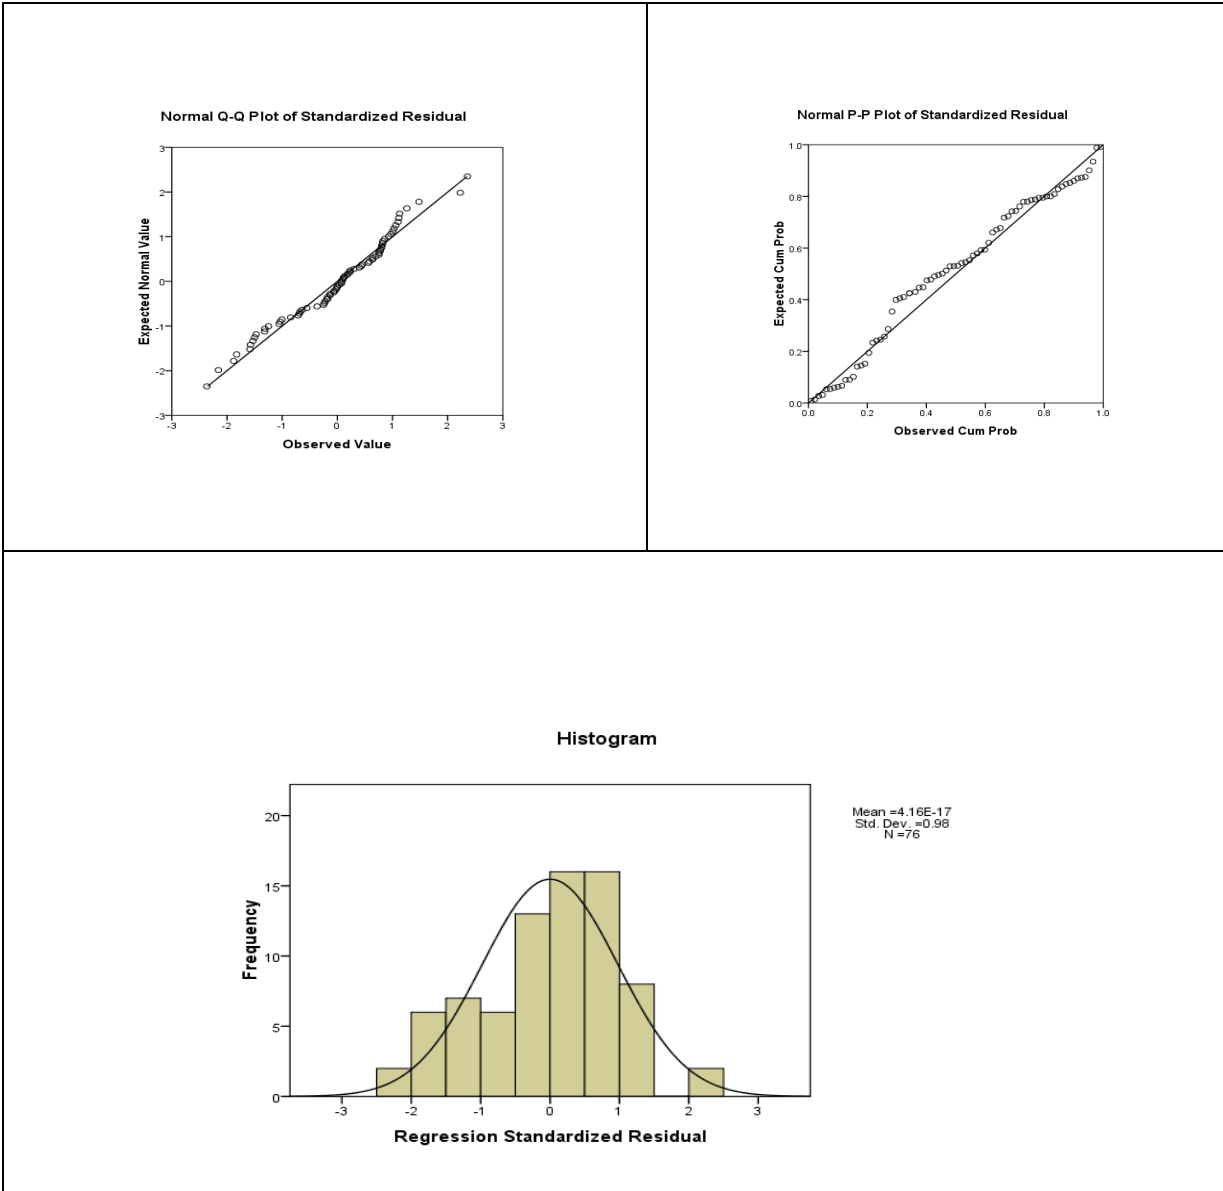 Normal Q-Q Plot of Standardized Residual
3
2
1
0
-1
-2
-3
Expected Normal Value
-3 -2 -1 0 1 2 3
Observed Value
Normal P-P Plot of Standardized Residual
1.0
0.8
0.6
0.4
0.2
0.0
Expected Cum Prob
0.0 0.2 0.4 0.6 0.8 1.0
Observed Cum Prob
Histogram
Mean =4.16E-17
Std. Dev. =0.98
N =76
20
15
10
5
0
Frequency
-3 -2 -1 0 1 2 3
Regression Standardized Residual